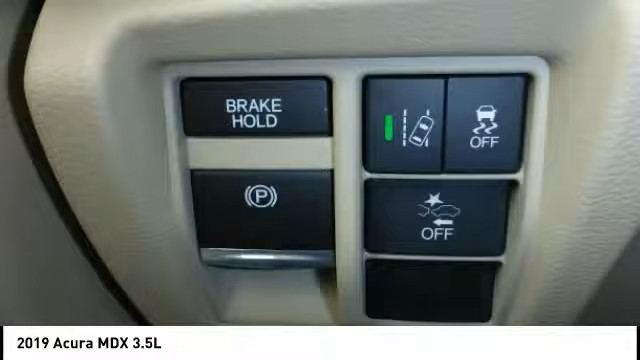 BRAKE
HOLD
P
OFF
OFF
2019 Acura MDX 3.5L